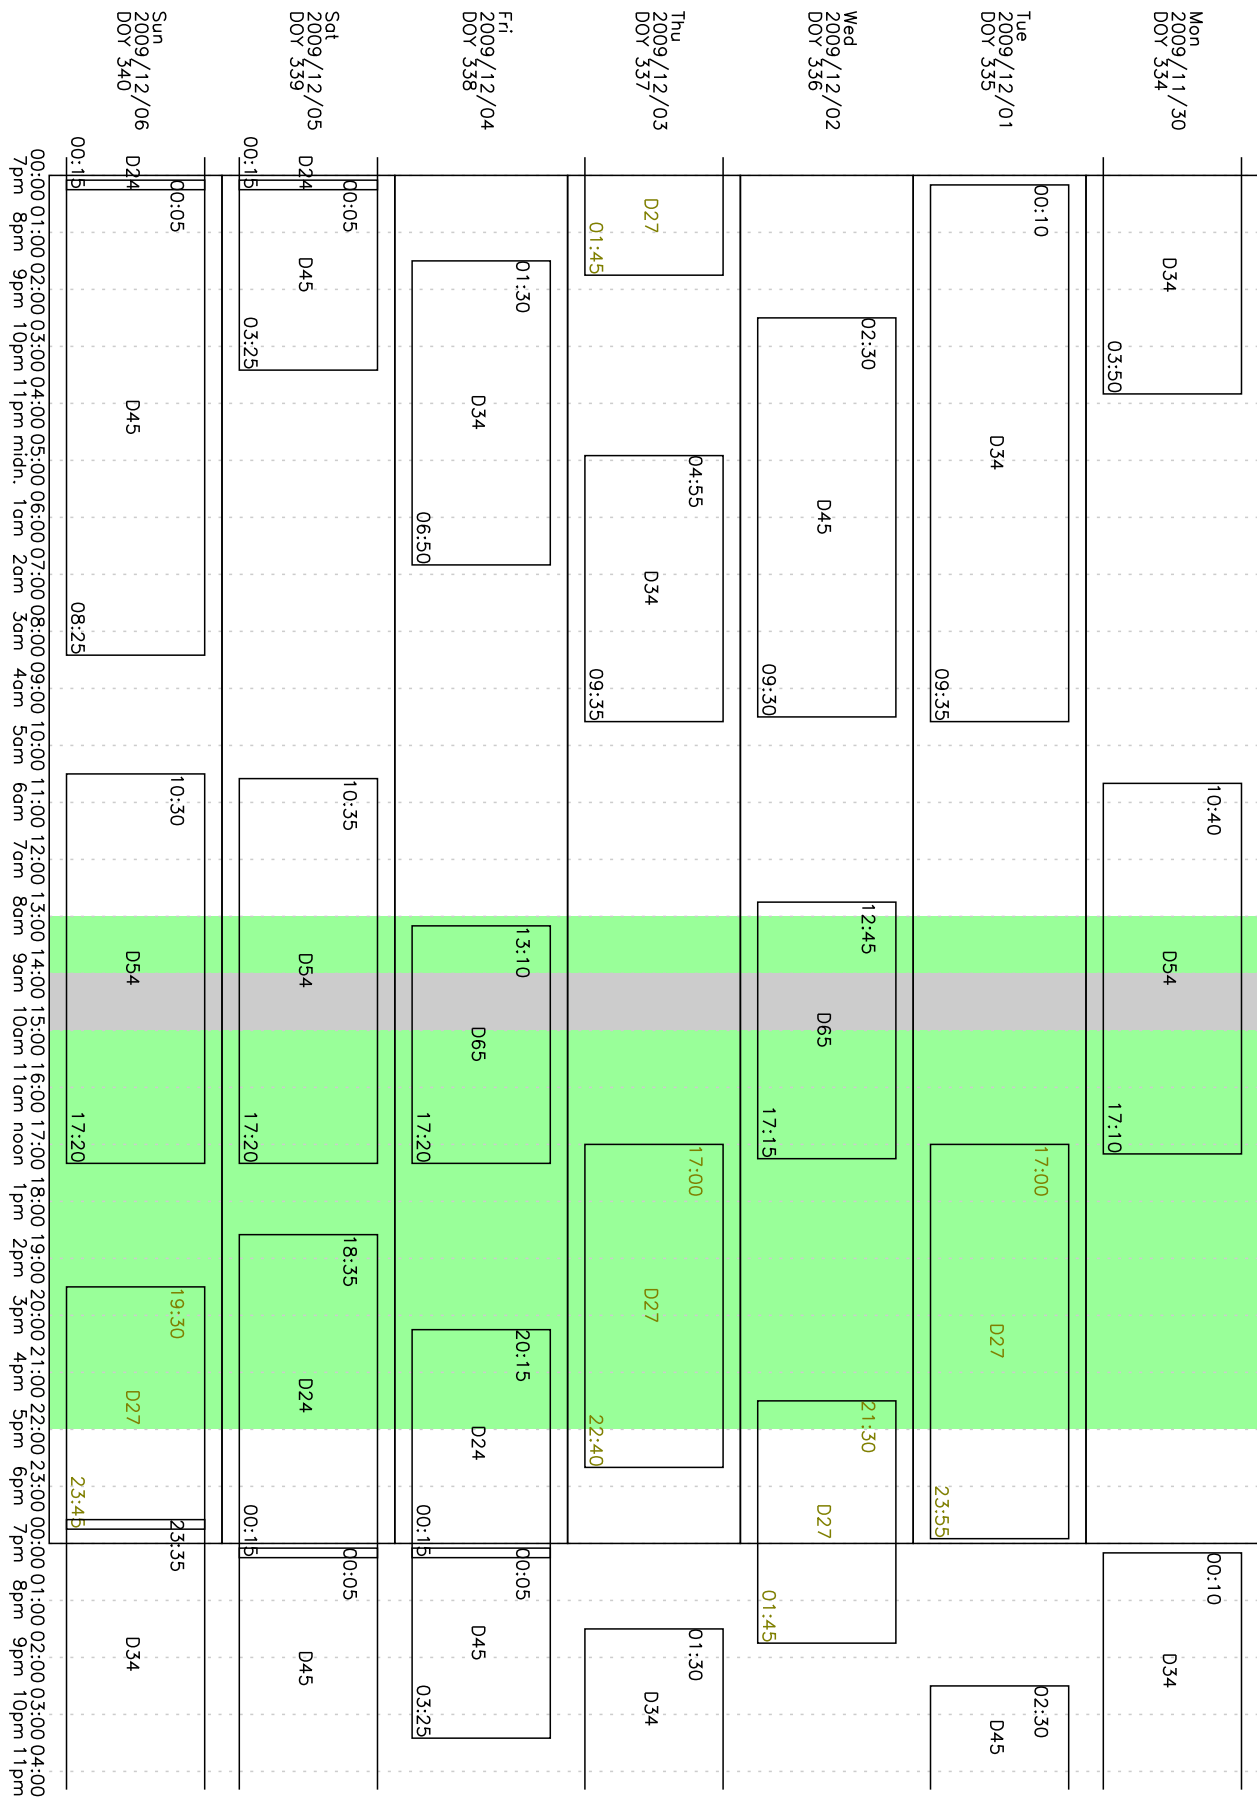 Mon
2009/11/30
DOY 334
D34
03:50
10:40
D54
17:10
00:10
D34
Tue
2009/12/01
DOY 335
00:10
D34
09:35
17:00
D27
23:55
02:30
D45
Wed
2009/12/02
DOY 336
02:30
D45
09:30
12:45
D65
17:15
21:30
D27
01:45
Thu
2009/12/03
DOY 337
D27
01:45
04:55
D34
09:35
17:00
D27
22:40
01:30
D34
Fri
2009/12/04
DOY 338
01:30
D34
06:50
13:10
D65
17:20
20:15
D24
00:15
00:05
D45
03:25
Sat
2009/12/05
DOY 339
D24
00:15
00:05
D45
03:25
10:35
D54
17:20
18:35
D24
00:15
00:05
D45
Sun
2009/12/06
DOY 340
D24
00:15
00:05
D45
08:25
10:30
D54
17:20
19:30
D27
23:45
23:35
D34
00:00 01:00 02:00 03:00 04:00 05:00 06:00 07:00 08:00 09:00 10:00 11:00 12:00 13:00 14:00 15:00 16:00 17:00 18:00 19:00 20:00 21:00 22:00 23:00 00:00 01:00 02:00 03:00 04:00
7pm 8pm 9pm 10pm 11pm midn. 1am 2am 3am 4am 5am 6am 7am 8am 9am 10am 11am noon 1pm 2pm 3pm 4pm 5pm 6pm 7pm 8pm 9pm 10pm 11pm